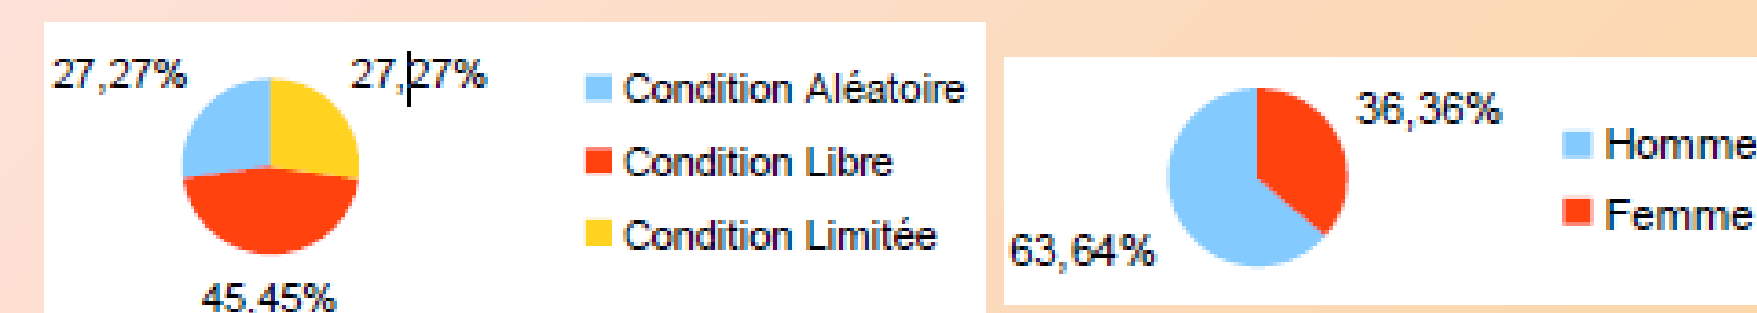 27,27%
27,27%
45,45%
Condition Aléatoire
Condition Libre
Condition Limitée
36,36%
63,64%
Homme
Femme